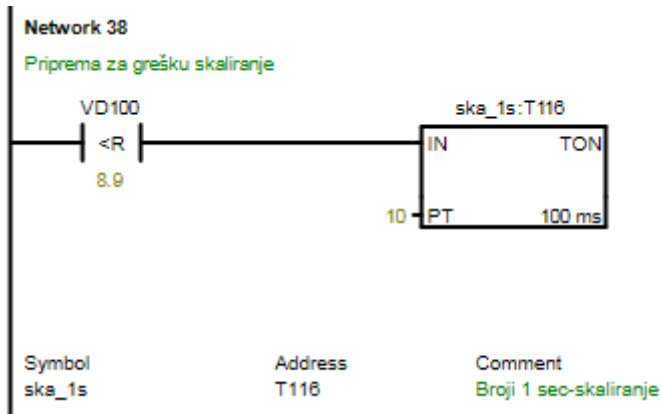 Network 38
Priprema za grešku skaliranje
VD100
ska_1s:T116
<R
IN TON
8.9
10 PT 100 ms
Symbol Address Comment
ska_1s T116 Broji 1 sec-skaliranje